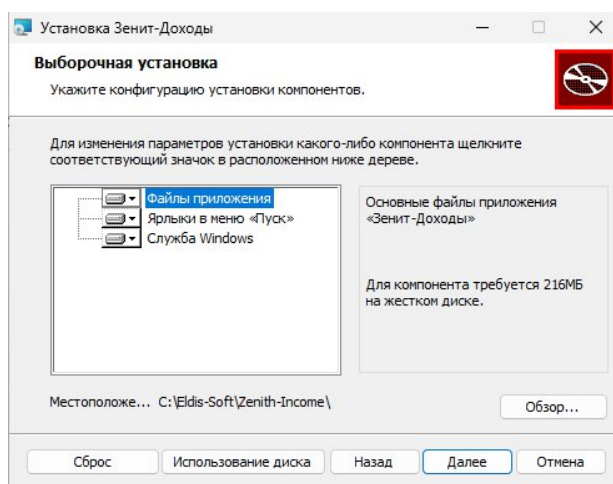 Установка Зенит-Доходы
Выборочная установка
Укажите конфигурацию установки компонентов.
Для изменения параметров установки какого-либо компонента щелкните
соответствующий значок в расположенном ниже дереве.
Файлы приложения
Ярлыки в меню «Пуск»
Служба Windows
Основные файлы приложения
«Зенит-Доходы»
Для компонента требуется 216МБ
на жестком диске.
Местоположе... C:\Eldis-Soft\Zenith-Income\
Обзор...
Сброс Использование диска Назад Далее Отмена